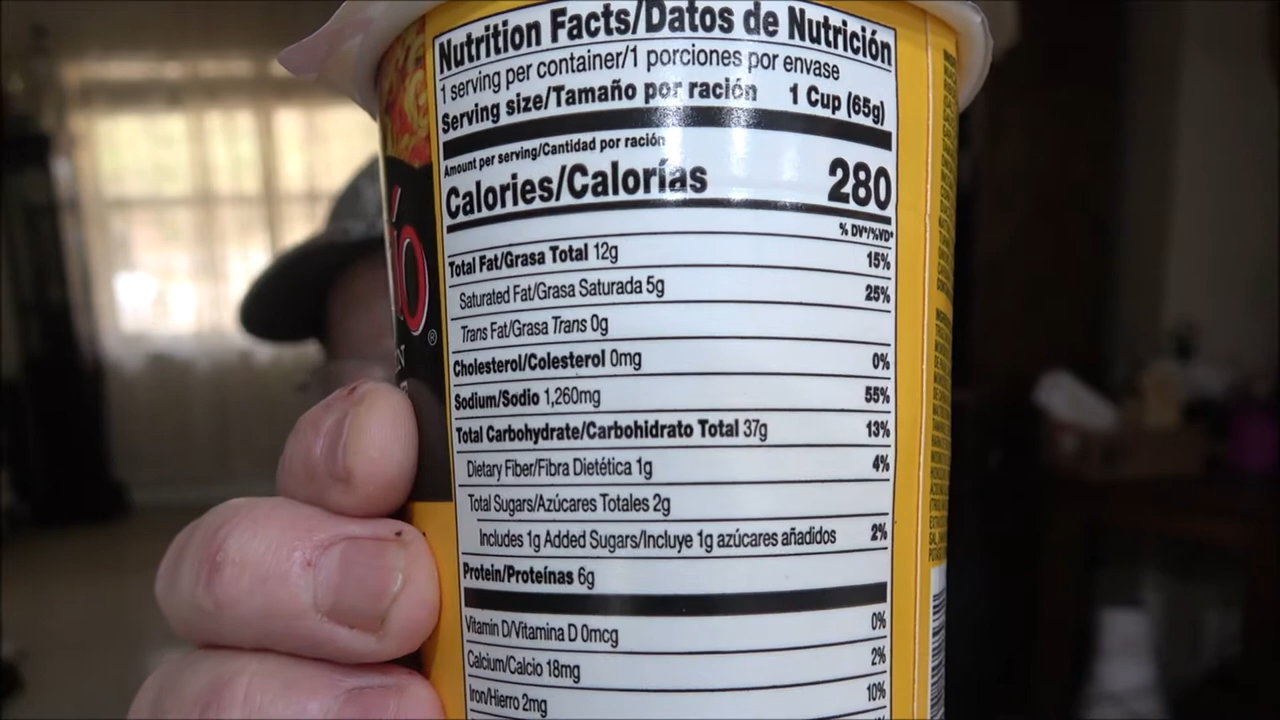 Nutrition Facts/Datos de Nutrición
1 serving per container/1 porciones por envase
Serving size/Tamaño por ración 1 Cup (65g)
Amount per serving/Cantidad por ración
Calories/Calorías 280
% DV*/%VD*
Total Fat/Grasa Total 12g 15%
Saturated Fat/Grasa Saturada 5g 25%
Trans Fat/Grasa Trans 0g
Cholesterol/Colesterol 0mg 0%
Sodium/Sodio 1,260mg 55%
Total Carbohydrate/Carbohidrato Total 37g 13%
Dietary Fiber/Fibra Dietética 1g 4%
Total Sugars/Azúcares Totales 2g
Includes 1g Added Sugars/Incluye 1g azúcares añadidos 2%
Protein/Proteínas 6g
Vitamin D/Vitamina D 0mcg 0%
Calcium/Calcio 18mg 2%
Iron/Hierro 2mg 10%